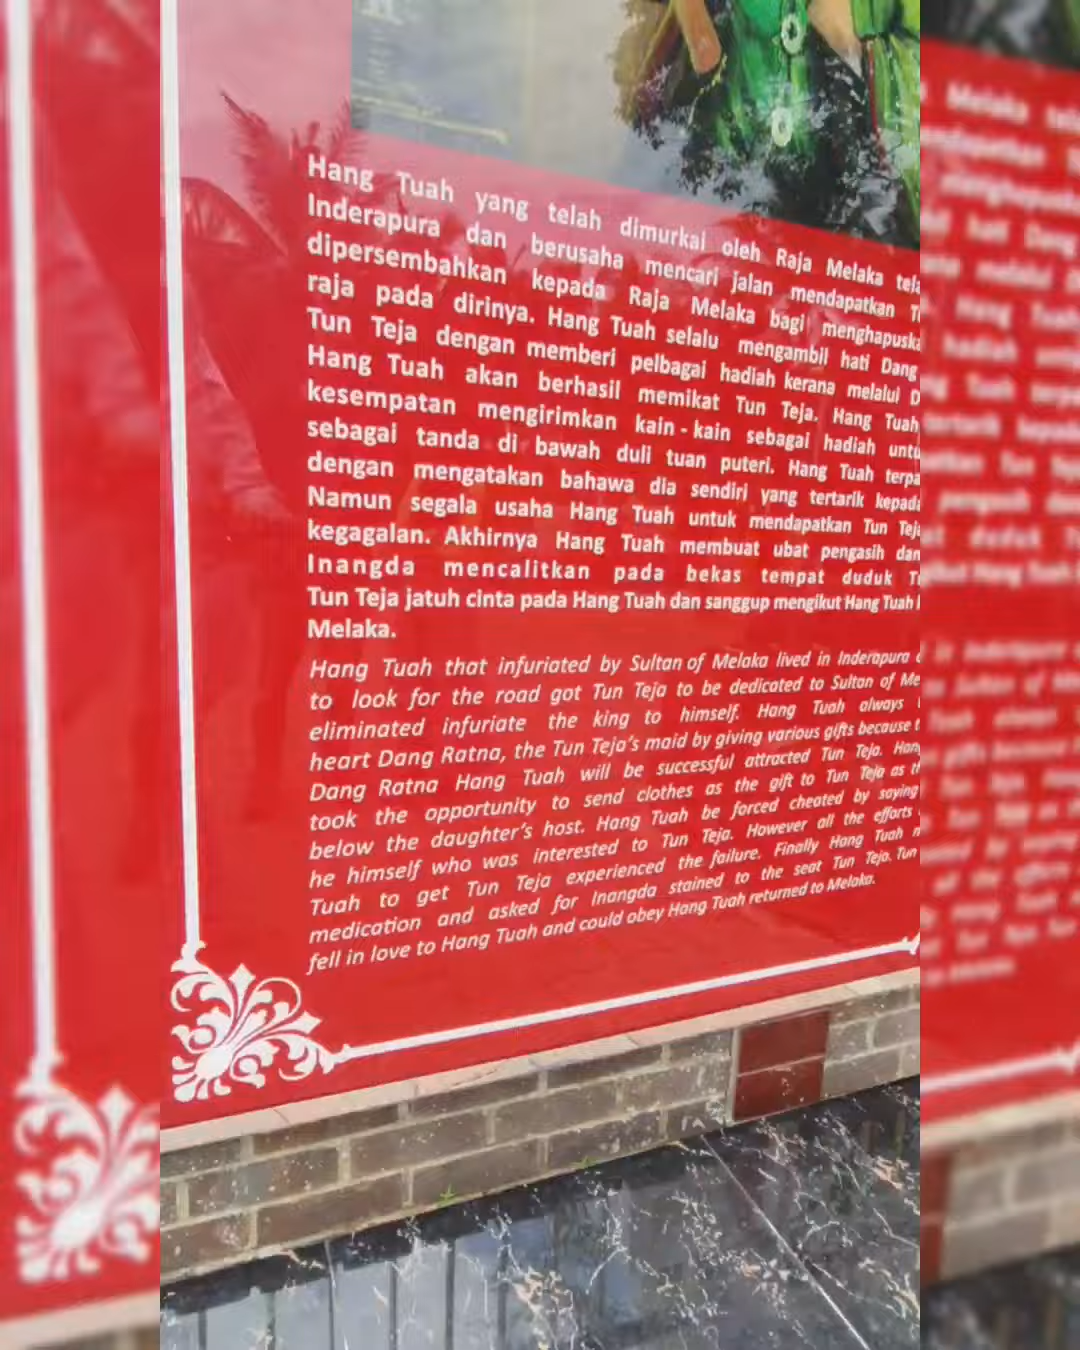 Hang Tuah yang telah dimurkai oleh Raja Melaka
Inderapura dan berusaha mencari jalan mendapatkan
dipersembahkan kepada Raja Melaka bagi
raja pada dirinya. Hang Tuah selalu mengambil hati Dang
Tun Teja dengan memberi pelbagai hadiah kerana melalui
Hang Tuah akan berhasil memikat Tun Teja. Hang Tuah
kesempatan mengirimkan kain - kain sebagai hadiah
sebagai tanda di bawah duli tuan puteri. Hang Tuah
dengan mengatakan bahawa dia sendiri yang tertarik
Namun segala usaha Hang Tuah untuk mendapatkan Tun
kegagalan. Akhirnya Hang Tuah membuat ubat pengasih
Inangda mencalitkan pada bekas tempat duduk
Tun Teja jatuh cinta pada Hang Tuah dan sanggup mengikut Hang Tuah
Melaka.
Hang Tuah that infuriated by Sultan of Melaka lived in Inderapura
to look for the road got Tun Teja to be dedicated to Sultan of
eliminated infuriate the king to himself. Hang Tuah always
heart Dang Ratna, the Tun Teja's maid by giving various gifts because
Dang Ratna Hang Tuah will be successful attracted Tun Teja.
took the opportunity to send clothes as the gift to Tun Teja as
below the daughter's host. Hang Tuah be forced cheated by saying
he himself who was interested to Tun Teja. However all the efforts
Tuah to get Tun Teja experienced the failure. Finally Hang Tuah
medication and asked for Inangda stained to the seat Tun Teja. Tun
fell in love to Hang Tuah and could obey Hang Tuah returned to Melaka.